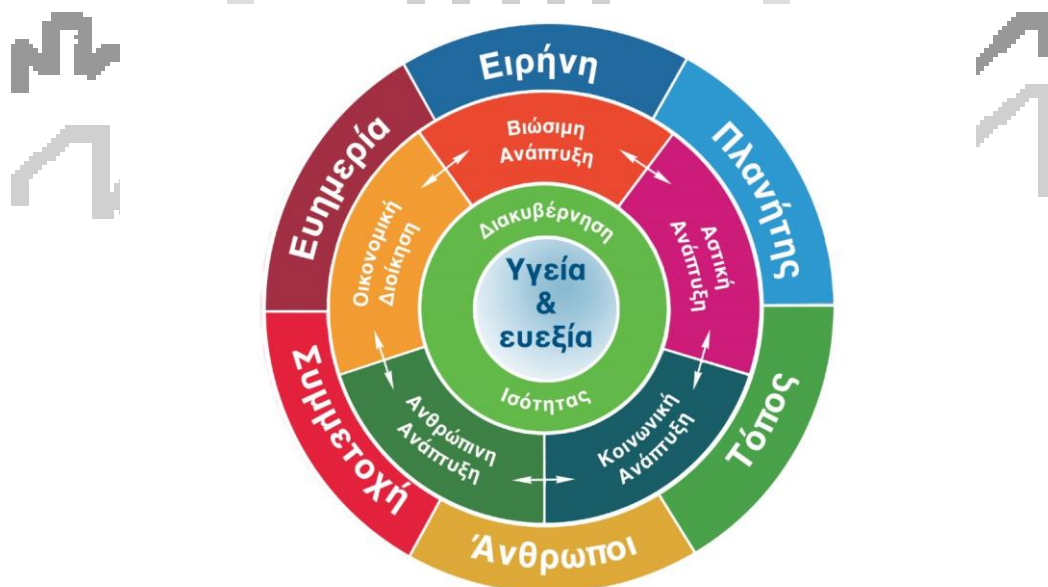 Ειρήνη
Πλανήτης
Τόπος
Άνθρωποι
Συμμετοχή
Ευημερία
Βιώσιμη
Ανάπτυξη
Αστική
Ανάπτυξη
Κοινωνική
Ανάπτυξη
Ανθρώπινη
Ανάπτυξη
Οικονομική
Διοίκηση
Διακυβέρνηση
Ισότητας
Υγεία
&
ευεξία